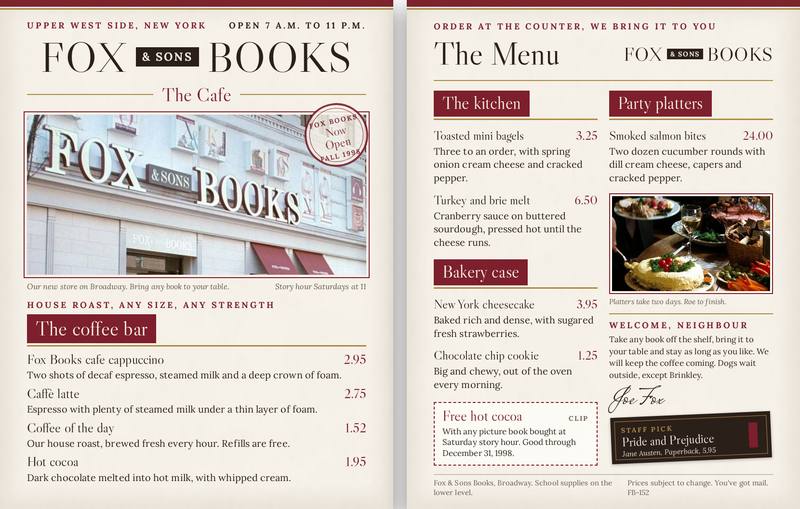 UPPER WEST SIDE, NEW YORK
OPEN 7 A.M. TO 11 P.M.
FOX & SONS BOOKS
The Cafe
FOX & SONS BOOKS
FOX BOOKS
FOX BOOKS
Now
Open
FALL 1998
Our new store on Broadway. Bring any book to your table.
Story hour Saturdays at 11
HOUSE ROAST, ANY SIZE, ANY STRENGTH
The coffee bar
Fox Books cafe cappuccino 2.95
Two shots of decaf espresso, steamed milk and a deep crown of foam.
Caffè latte 2.75
Espresso with plenty of steamed milk under a thin layer of foam.
Coffee of the day 1.52
Our house roast, brewed fresh every hour. Refills are free.
Hot cocoa 1.95
Dark chocolate melted into hot milk, with whipped cream.
ORDER AT THE COUNTER, WE BRING IT TO YOU
The Menu
FOX & SONS BOOKS
The kitchen
Toasted mini bagels 3.25
Three to an order, with spring
onion cream cheese and cracked
pepper.
Turkey and brie melt 6.50
Cranberry sauce on buttered
sourdough, pressed hot until the
cheese runs.
Bakery case
New York cheesecake 3.95
Baked rich and dense, with sugared
fresh strawberries.
Chocolate chip cookie 1.25
Big and chewy, out of the oven
every morning.
Free hot cocoa CLIP
With any picture book bought at
Saturday story hour. Good through
December 31, 1998.
Party platters
Smoked salmon bites 24.00
Two dozen cucumber rounds with
dill cream cheese, capers and
cracked pepper.
Platters take two days. Roe to finish.
WELCOME, NEIGHBOUR
Take any book off the shelf, bring it to
your table and stay as long as you like. We
will keep the coffee coming. Dogs wait
outside, except Brinkley.
Joe Fox
STAFF PICK
Pride and Prejudice
Jane Austen, Paperback, 5.95
Fox & Sons Books, Broadway. School supplies on the
lower level.
Prices subject to change. You've got mail.
FB-152